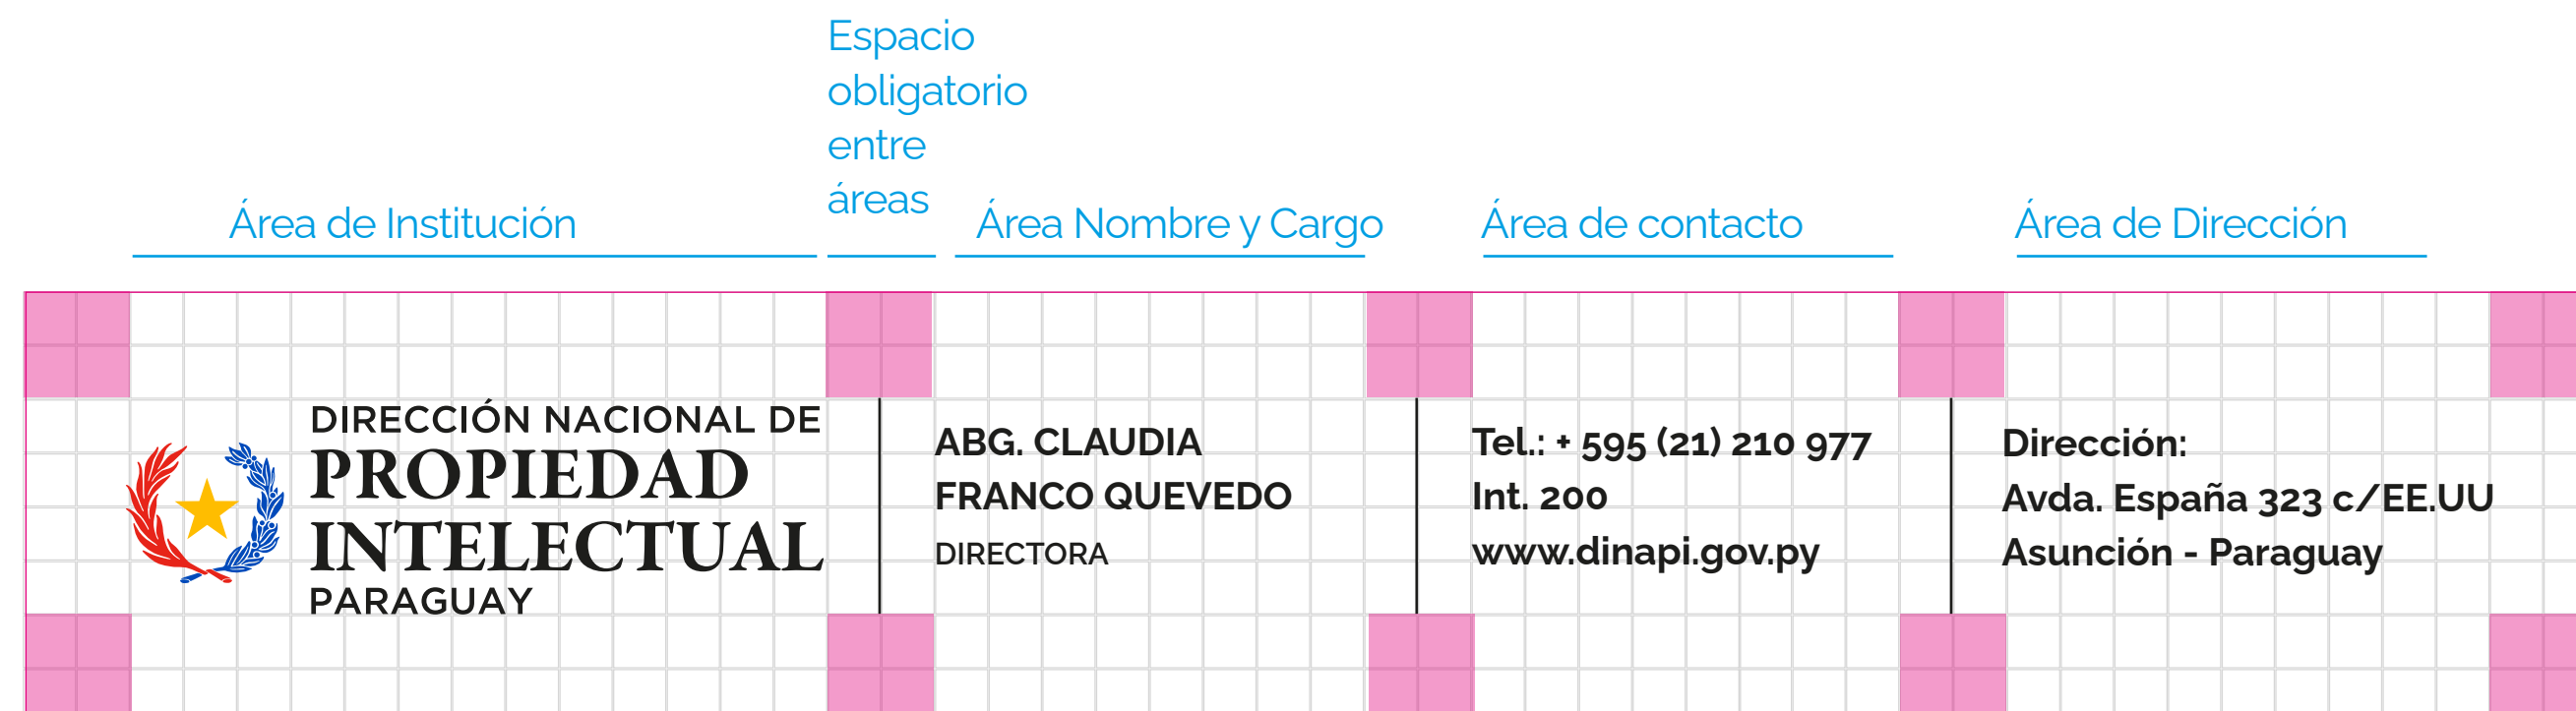 Espacio
obligatorio
entre
áreas
Área de Institución
Área Nombre y Cargo
Área de contacto
Área de Dirección
DIRECCIÓN NACIONAL DE
PROPIEDAD
INTELECTUAL
PARAGUAY
ABG. CLAUDIA
FRANCO QUEVEDO
DIRECTORA
Tel.: + 595 (21) 210 977
Int. 200
www.dinapi.gov.py
Dirección:
Avda. España 323 c/EE.UU
Asunción - Paraguay